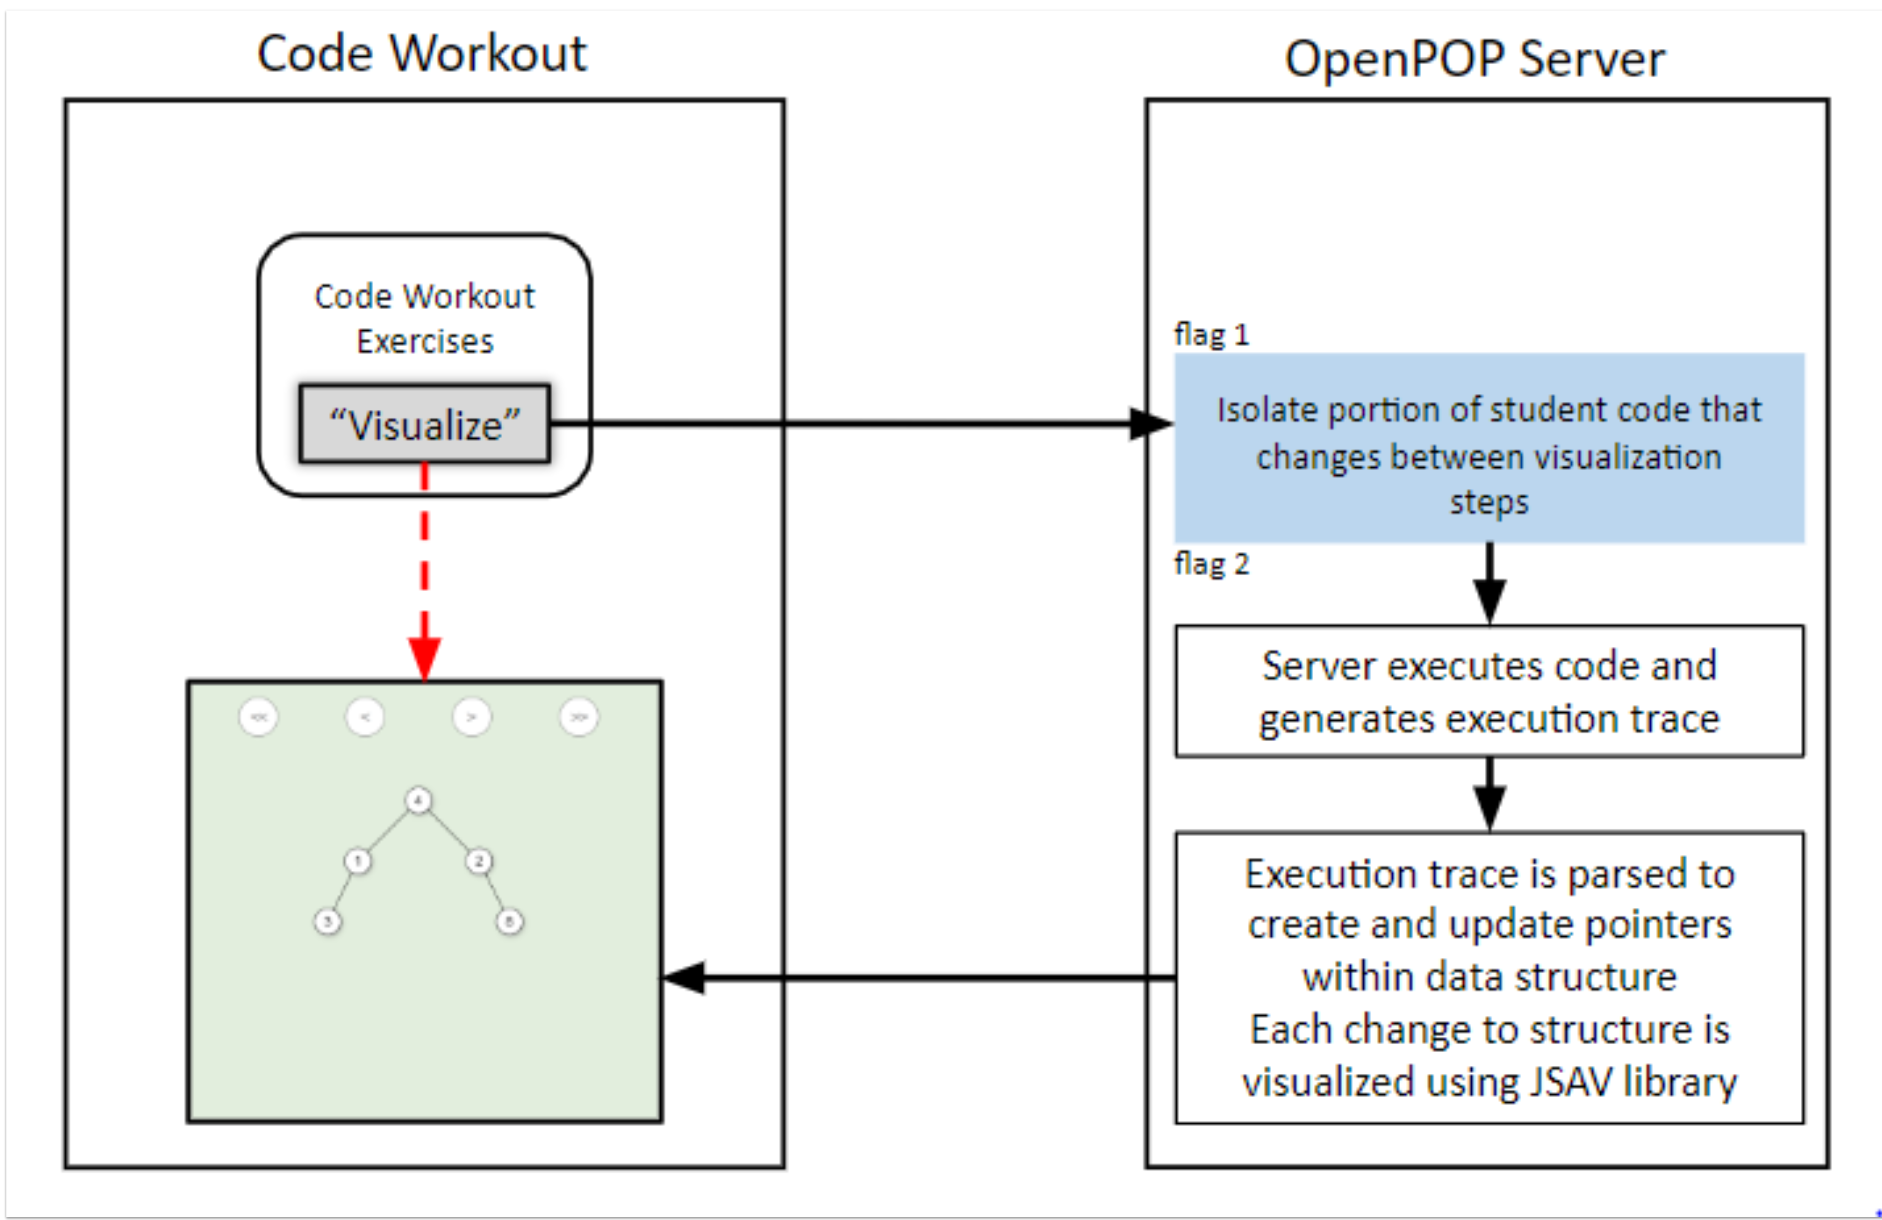 Code Workout
OpenPOP Server
Code Workout
Exercises
“Visualize”
flag 1
Isolate portion of student code that
changes between visualization
steps
flag 2
Server executes code and
generates execution trace
Execution trace is parsed to
create and update pointers
within data structure
Each change to structure is
visualized using JSAV library
<< < > >>
4
1 2
3